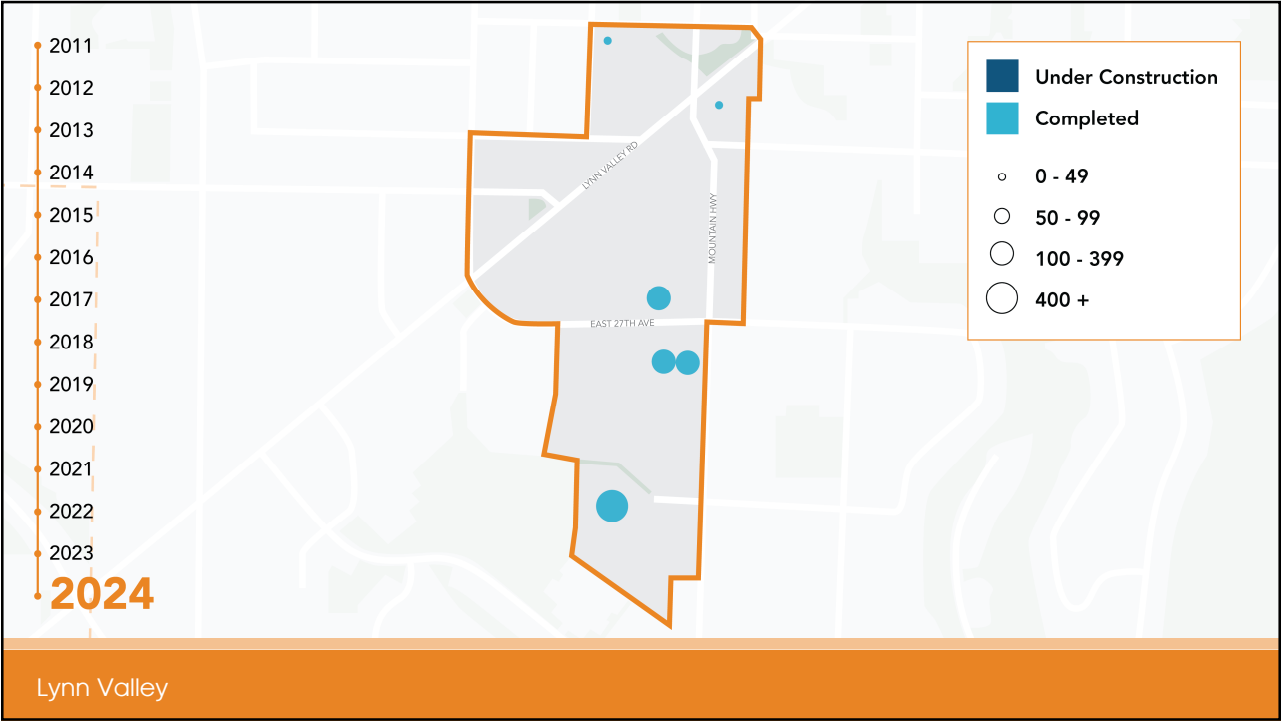 2011
2012
2013
2014
2015
2016
2017
2018
2019
2020
2021
2022
2023
2024
LYNN VALLEY RD
MOUNTAIN HWY
EAST 27TH AVE
Under Construction
Completed
0 - 49
50 - 99
100 - 399
400 +
Lynn Valley